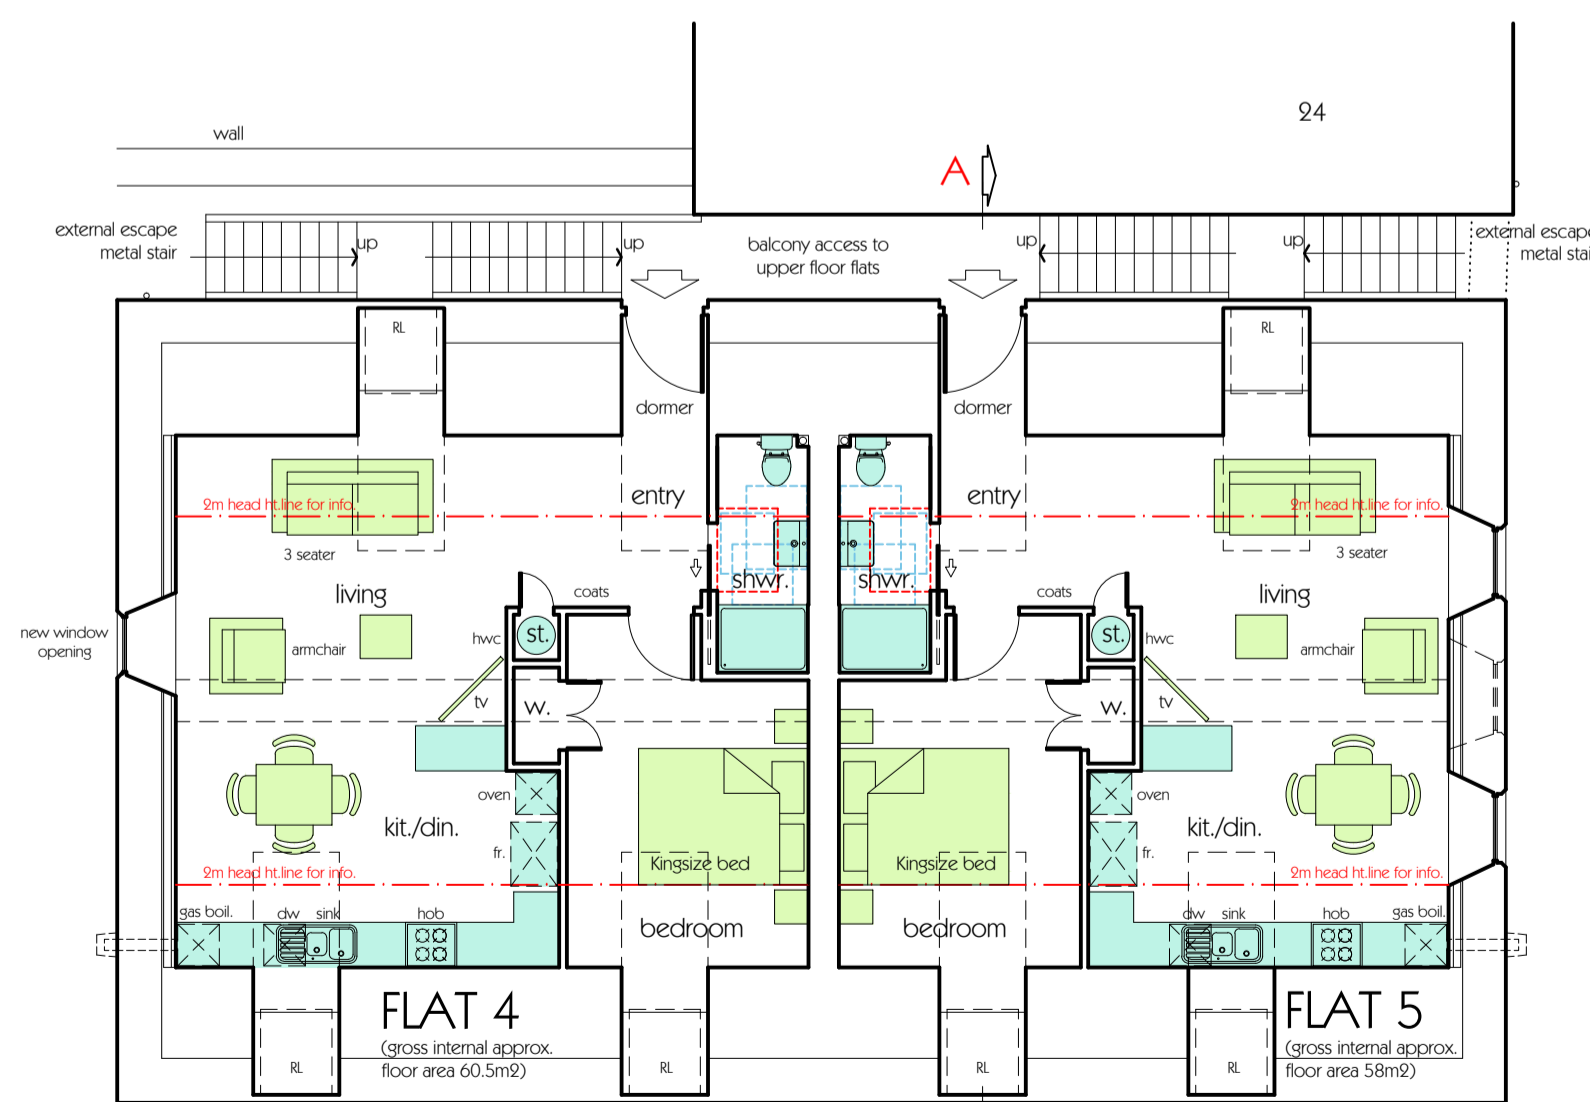 24
wall
A
external escape
metal stair
up
up
balcony access to
upper floor flats
up
up
external escape
metal stair
RL
RL
dormer
dormer
entry
entry
2m head ht.line for info.
2m head ht.line for info.
3 seater
3 seater
shwr.
shwr.
living
living
coats
coats
new window
opening
armchair
hwc
st.
st.
hwc
armchair
tv
w.
w.
tv
oven
oven
kit./din.
kit./din.
fr.
fr.
Kingsize bed
Kingsize bed
2m head ht.line for info.
2m head ht.line for info.
gas boil.
dw
sink
hob
bedroom
bedroom
dw
sink
hob
gas boil.
FLAT 4
(gross internal approx.
floor area 60.5m2)
FLAT 5
(gross internal approx.
floor area 58m2)
RL
RL
RL
RL